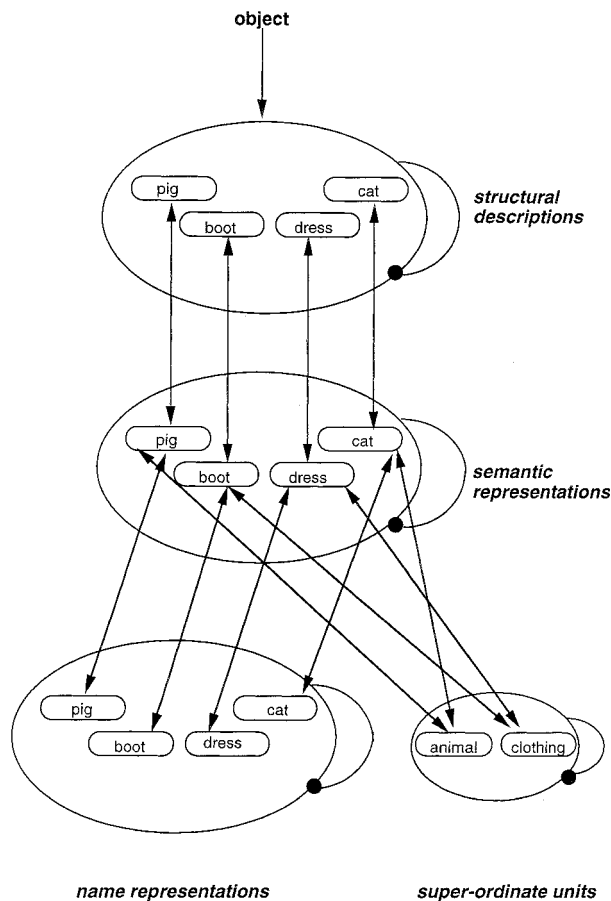 object
pig
cat
boot
dress
structural
descriptions
pig
cat
boot
dress
semantic
representations
pig
cat
boot
dress
animal
clothing
name representations
super-ordinate units